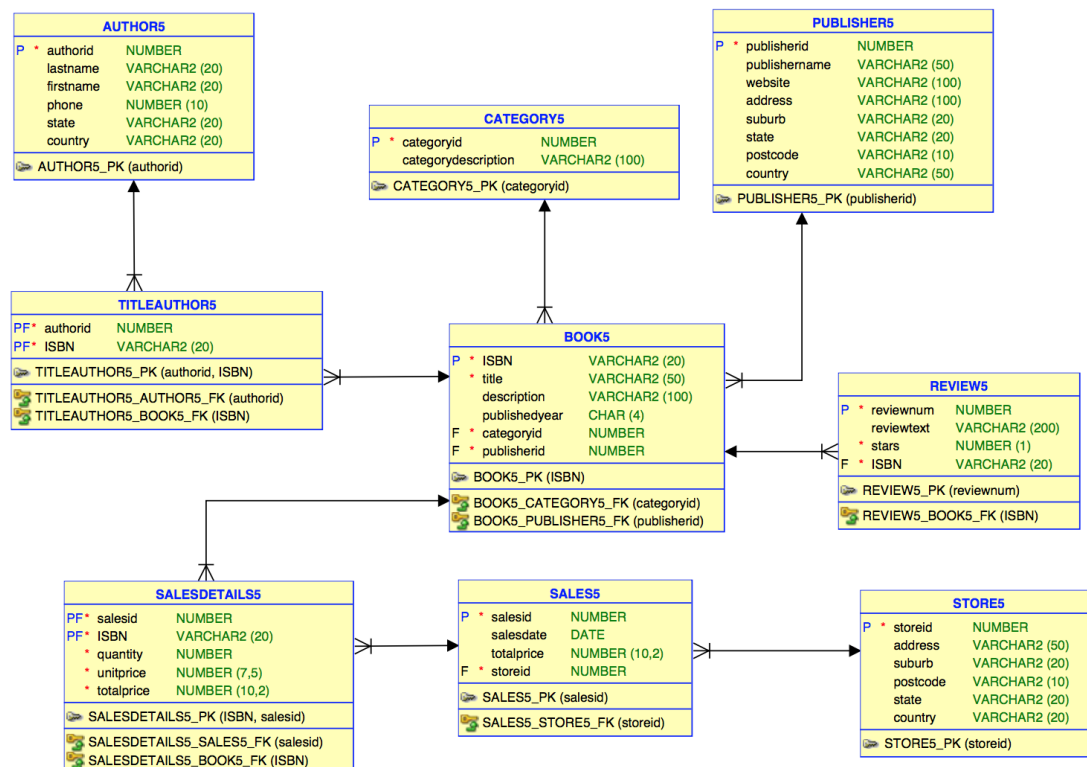 AUTHOR5
P * authorid NUMBER
lastname VARCHAR2 (20)
firstname VARCHAR2 (20)
phone NUMBER (10)
state VARCHAR2 (20)
country VARCHAR2 (20)
AUTHOR5_PK (authorid)
CATEGORY5
P * categoryid NUMBER
categorydescription VARCHAR2 (100)
CATEGORY5_PK (categoryid)
PUBLISHER5
P * publisherid NUMBER
publishername VARCHAR2 (50)
website VARCHAR2 (100)
address VARCHAR2 (100)
suburb VARCHAR2 (20)
state VARCHAR2 (20)
postcode VARCHAR2 (10)
country VARCHAR2 (50)
PUBLISHER5_PK (publisherid)
TITLEAUTHOR5
PF* authorid NUMBER
PF* ISBN VARCHAR2 (20)
TITLEAUTHOR5_PK (authorid, ISBN)
TITLEAUTHOR5_AUTHOR5_FK (authorid)
TITLEAUTHOR5_BOOK5_FK (ISBN)
BOOK5
P * ISBN VARCHAR2 (20)
* title VARCHAR2 (50)
description VARCHAR2 (100)
publishedyear CHAR (4)
F * categoryid NUMBER
F * publisherid NUMBER
BOOK5_PK (ISBN)
BOOK5_CATEGORY5_FK (categoryid)
BOOK5_PUBLISHER5_FK (publisherid)
REVIEW5
P * reviewnum NUMBER
reviewtext VARCHAR2 (200)
* stars NUMBER (1)
F * ISBN VARCHAR2 (20)
REVIEW5_PK (reviewnum)
REVIEW5_BOOK5_FK (ISBN)
SALESDETAILS5
PF* salesid NUMBER
PF* ISBN VARCHAR2 (20)
* quantity NUMBER
* unitprice NUMBER (7,5)
* totalprice NUMBER (10,2)
SALESDETAILS5_PK (ISBN, salesid)
SALESDETAILS5_SALES5_FK (salesid)
SALESDETAILS5_BOOK5_FK (ISBN)
SALES5
P * salesid NUMBER
salesdate DATE
totalprice NUMBER (10,2)
F * storeid NUMBER
SALES5_PK (salesid)
SALES5_STORE5_FK (storeid)
STORE5
P * storeid NUMBER
address VARCHAR2 (50)
suburb VARCHAR2 (20)
postcode VARCHAR2 (10)
state VARCHAR2 (20)
country VARCHAR2 (20)
STORE5_PK (storeid)